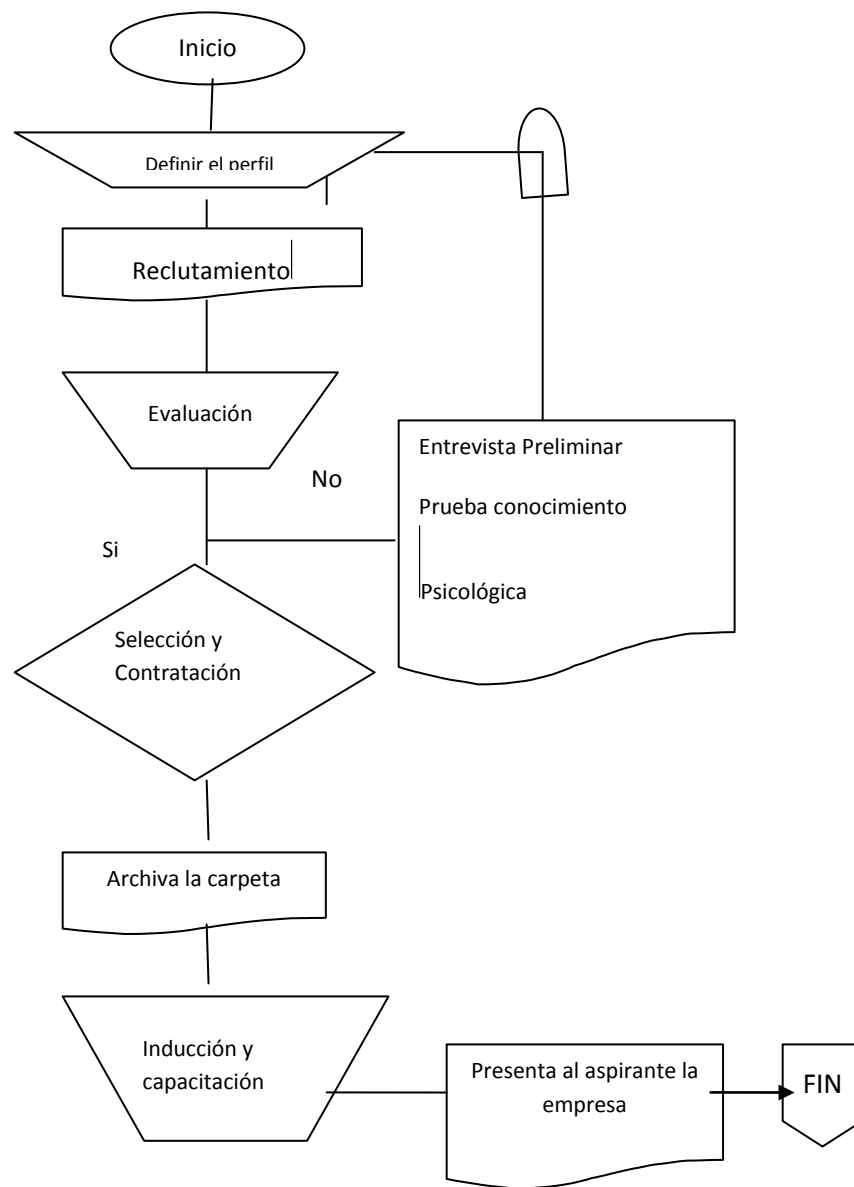 Inicio
Definir el perfil
Reclutamiento
Evaluación
No
Si
Entrevista Preliminar
Prueba conocimiento
Psicológica
Selección y
Contratación
Archiva la carpeta
Inducción y
capacitación
Presenta al aspirante la
empresa
FIN